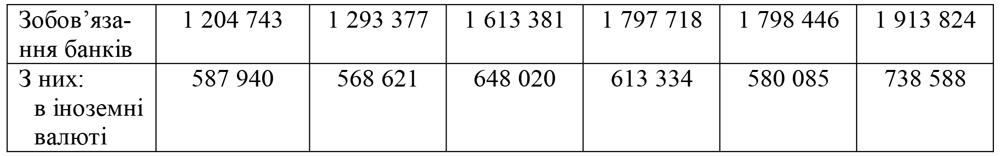 Зобов’яза- 1 204 743 1 293 377 1 613 381 1 797 718 1 798 446 1 913 824
ння банків
З них: 587 940 568 621 648 020 613 334 580 085 738 588
в іноземні
валюті